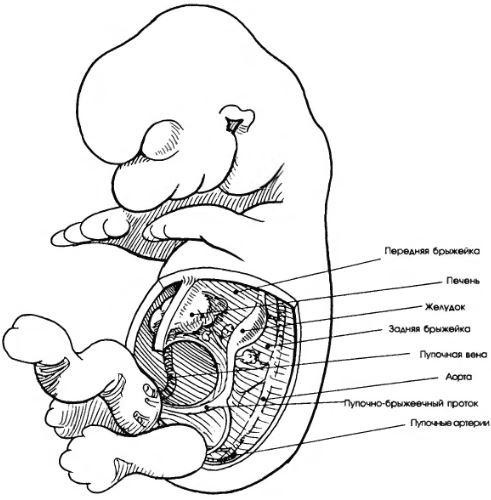 Передняя брыжейка
Печень
Желудок
Задняя брыжейка
Пупочная вена
Аорта
Пупочно-брыжеечный проток
Пупочные артерии